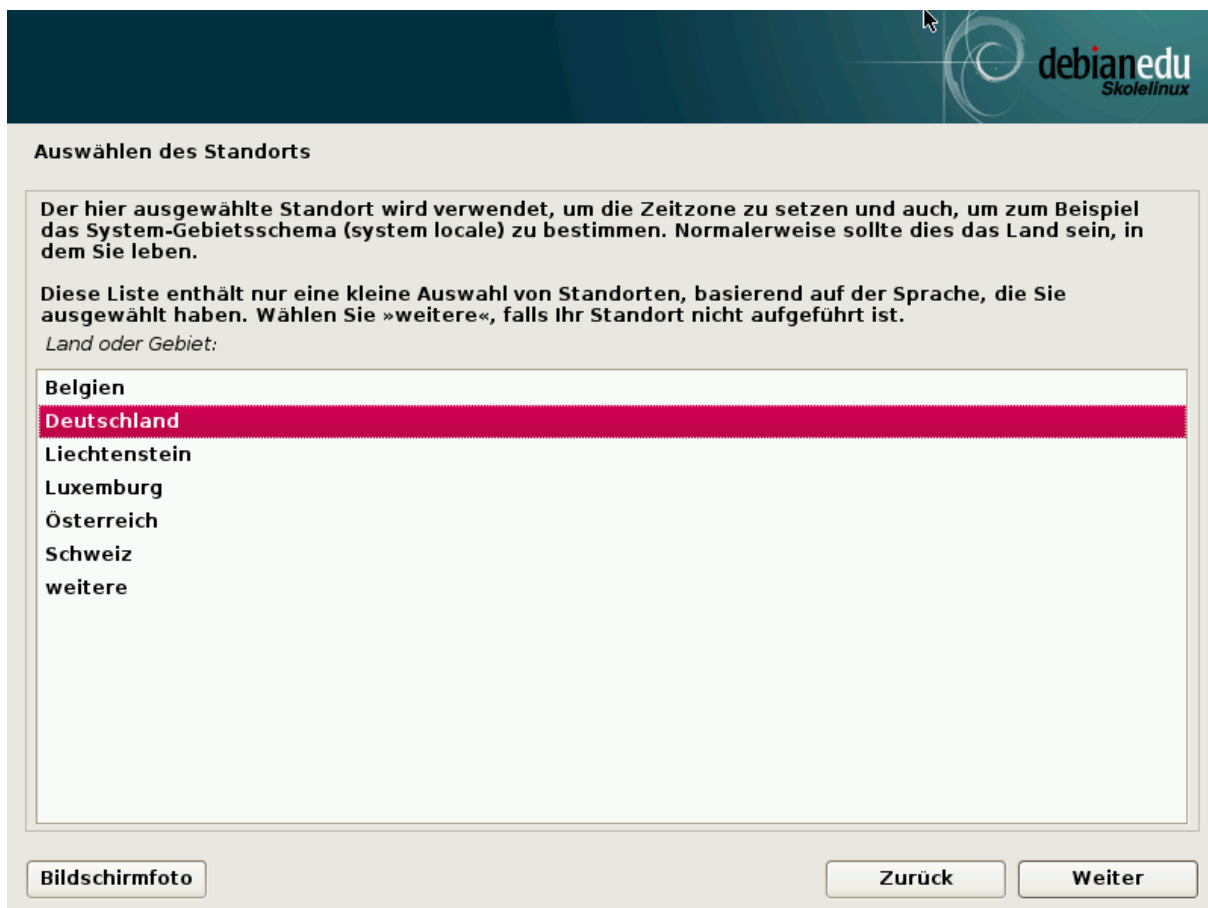 debianedu
Skolelinux
Auswählen des Standorts
Der hier ausgewählte Standort wird verwendet, um die Zeitzone zu setzen und auch, um zum Beispiel
das System-Gebietsschema (system locale) zu bestimmen. Normalerweise sollte dies das Land sein, in
dem Sie leben.
Diese Liste enthält nur eine kleine Auswahl von Standorten, basierend auf der Sprache, die Sie
ausgewählt haben. Wählen Sie »weitere«, falls Ihr Standort nicht aufgeführt ist.
Land oder Gebiet:
Belgien
Deutschland
Liechtenstein
Luxemburg
Österreich
Schweiz
weitere
Bildschirmfoto
Zurück
Weiter